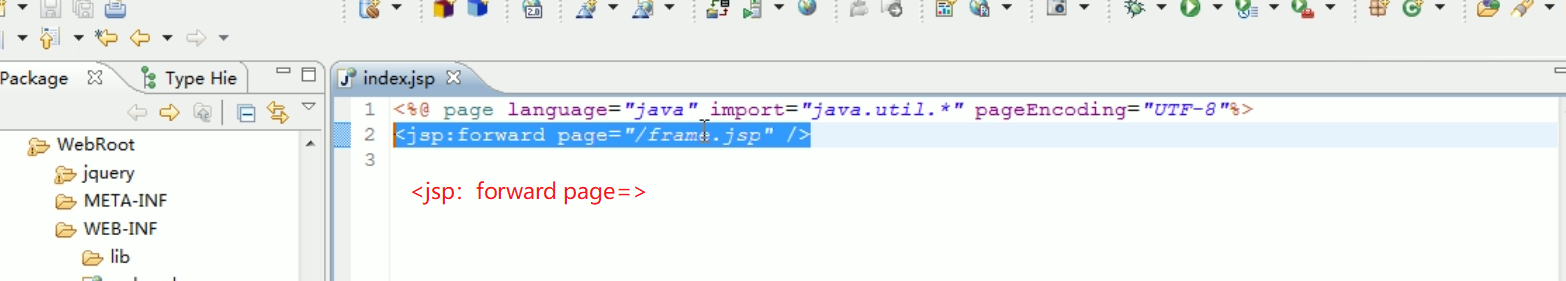 Package
Type Hie
index.jsp
1 <%@ page language="java" import="java.util.*" pageEncoding="UTF-8"%>
2 <jsp:forward page="/frame.jsp" />
3
<jsp：forward page=>
WebRoot
jquery
META-INF
WEB-INF
lib